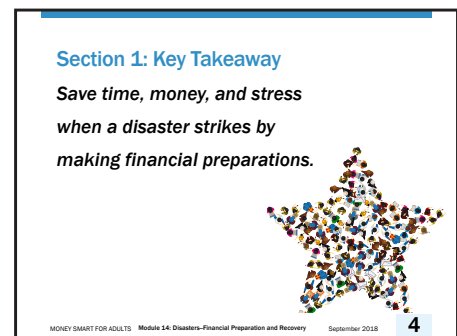 Section 1: Key Takeaway
Save time, money, and stress
when a disaster strikes by
making financial preparations.
MONEY SMART FOR ADULTS Module 14: Disasters–Financial Preparation and Recovery September 2018 4